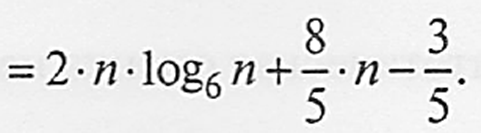 = 2 · n · log₆ n + 8/5 · n − 3/5.